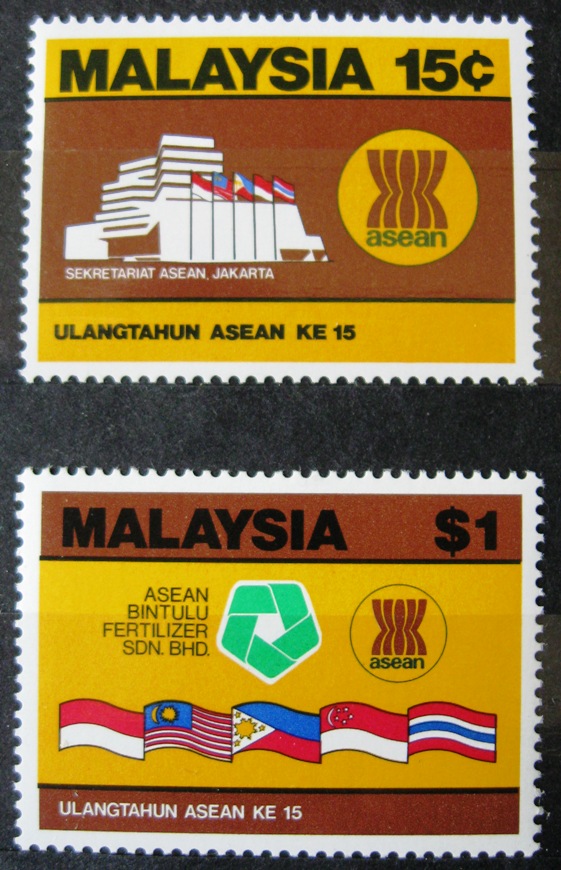 MALAYSIA 15¢
asean
SEKRETARIAT ASEAN, JAKARTA
ULANGTAHUN ASEAN KE 15
MALAYSIA $1
ASEAN
BINTULU
FERTILIZER
SDN. BHD.
asean
ULANGTAHUN ASEAN KE 15